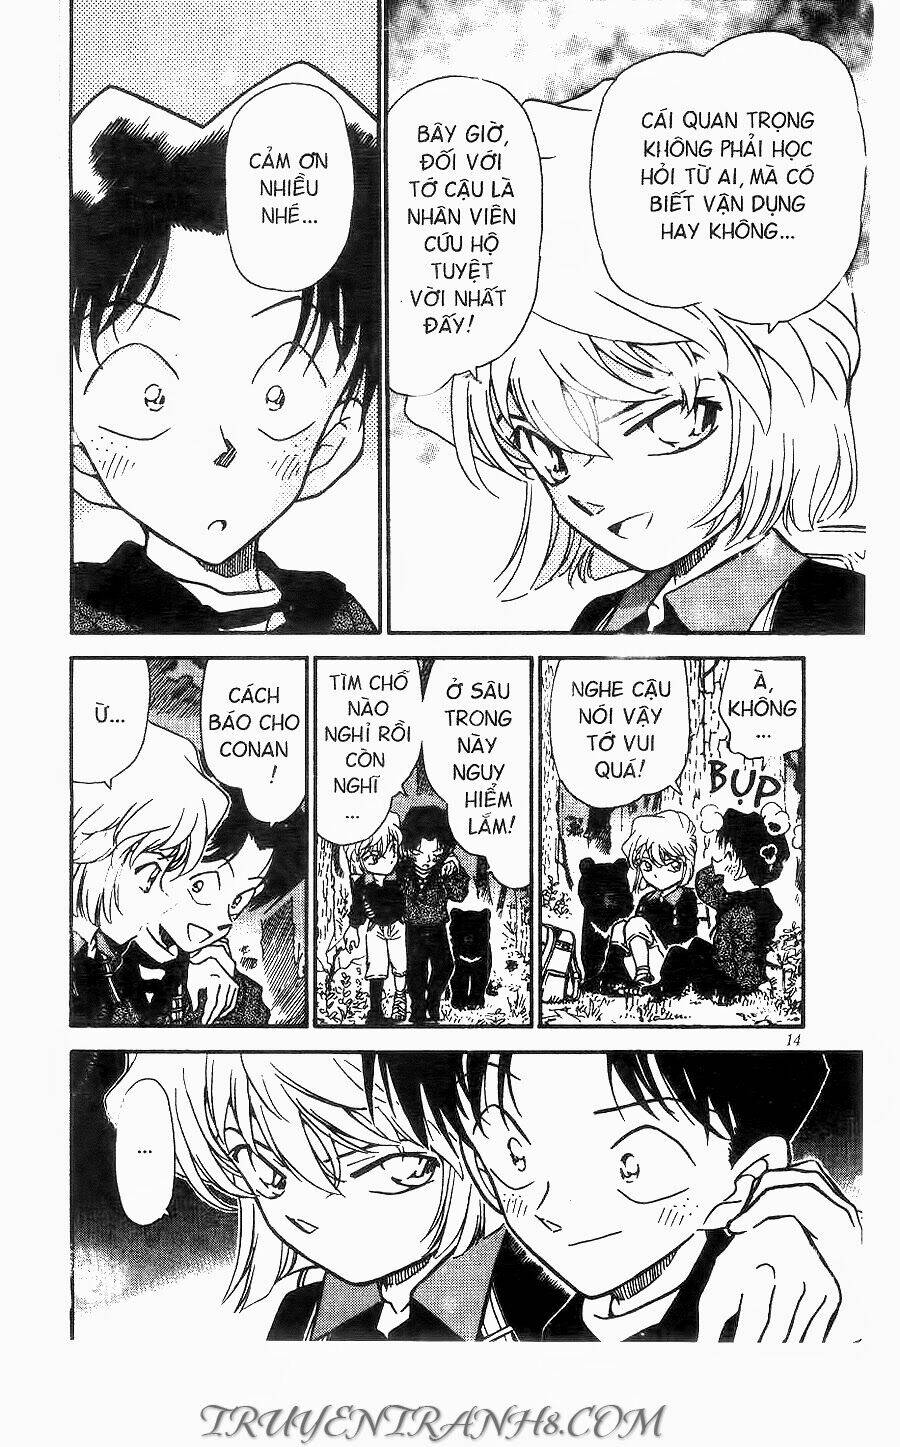 CÁI QUAN TRỌNG
KHÔNG PHẢI HỌC
HỎI TỪ AI, MÀ CÓ
BIẾT VẬN DỤNG
HAY KHÔNG...
BÂY GIỜ,
ĐỐI VỚI
TỚ CẬU LÀ
NHÂN VIÊN
CỨU HỘ
TUYỆT
VỜI NHẤT
ĐẤY!
CẢM ƠN
NHIỀU
NHÉ...
À,
KHÔNG
...
BỤP
NGHE CẬU
NÓI VẬY
TỚ VUI
QUÁ!
Ở SÂU
TRONG
NÀY
NGUY
HIỂM
LẮM!
TÌM CHỖ
NÀO
NGHỈ RỒI
CÒN
NGHĨ
...
CÁCH
BÁO CHO
CONAN
!
Ừ...
14
...
TRUYENTRANH8.COM